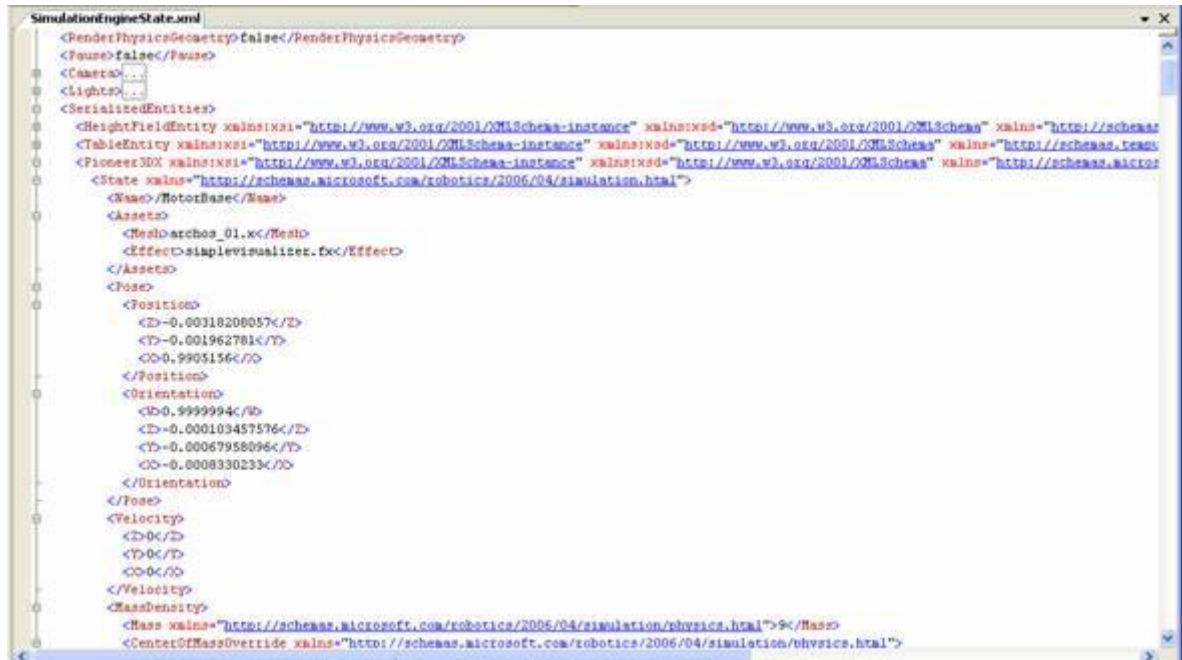 SimulationEngineState.xml
<RenderPhysicsGeometry>false</RenderPhysicsGeometry>
<Pause>false</Pause>
<Camera>...
<Lights>...
<SerializedEntities>
<HeightFieldEntity xmlns:xsi="http://www.w3.org/2001/XMLSchema-instance" xmlns:xsd="http://www.w3.org/2001/XMLSchema" xmlns="http://schemas
<TableEntity xmlns:xsi="http://www.w3.org/2001/XMLSchema-instance" xmlns:xsd="http://www.w3.org/2001/XMLSchema" xmlns="http://schemas.tempu
<Pioneer3DX xmlns:xsi="http://www.w3.org/2001/XMLSchema-instance" xmlns:xsd="http://www.w3.org/2001/XMLSchema" xmlns="http://schemas.micros
<State xmlns="http://schemas.microsoft.com/robotics/2006/04/simulation.html">
<Name>/MotorBase</Name>
<Assets>
<Mesh>archos_01.x</Mesh>
<Effect>simplevisualizer.fx</Effect>
</Assets>
<Pose>
<Position>
<Z>-0.00318208057</Z>
<Y>-0.001962781</Y>
<X>0.9905156</X>
</Position>
<Orientation>
<W>0.9999994</W>
<Z>-0.000103457576</Z>
<Y>-0.00067958096</Y>
<X>-0.0008330233</X>
</Orientation>
</Pose>
<Velocity>
<Z>0</Z>
<Y>0</Y>
<X>0</X>
</Velocity>
<MassDensity>
<Mass xmlns="http://schemas.microsoft.com/robotics/2006/04/simulation/physics.html">9</Mass>
<CenterOfMassOverride xmlns="http://schemas.microsoft.com/robotics/2006/04/simulation/physics.html">